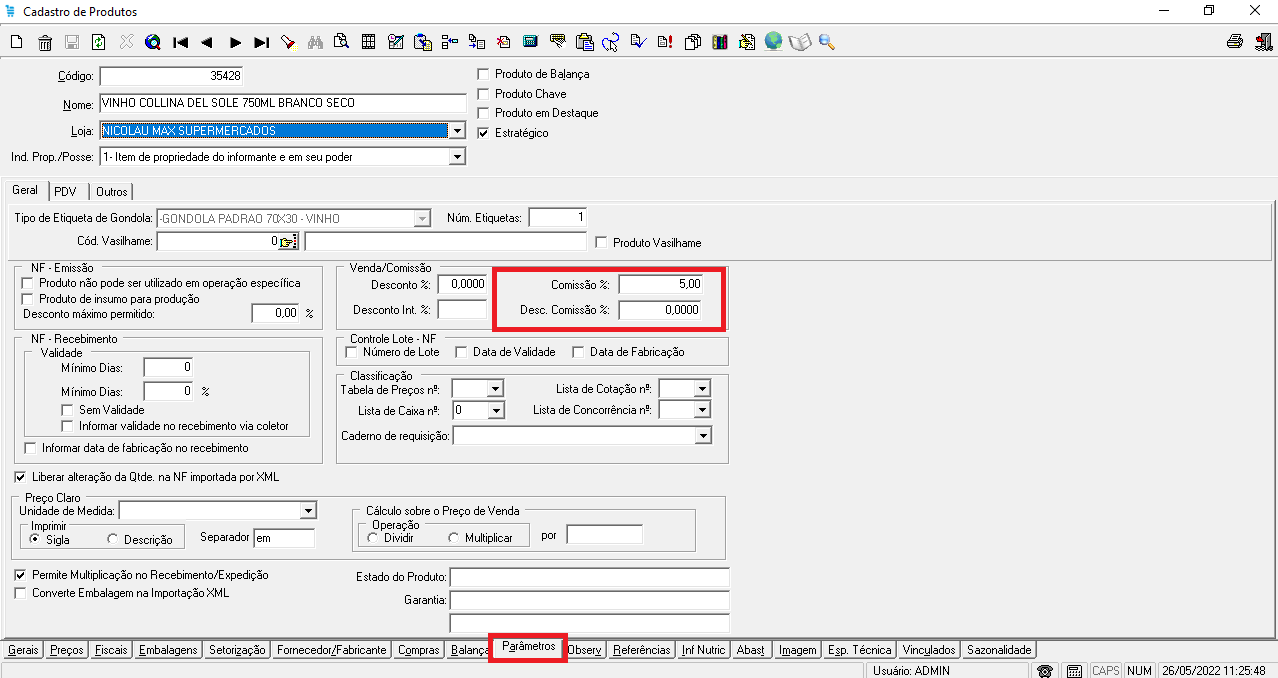 Cadastro de Produtos
Código: 35428
Produto de Balança
Nome: VINHO COLLINA DEL SOLE 750ML BRANCO SECO
Produto Chave
Produto em Destaque
Loja: NICOLAU MAX SUPERMERCADOS
Estratégico
Ind. Prop./Posse: 1- Item de propriedade do informante e em seu poder
Geral PDV Outros
Tipo de Etiqueta de Gondola: -GONDOLA PADRAO 70X30 - VINHO Núm. Etiquetas: 1
Cód. Vasilhame: 0 Produto Vasilhame
NF - Emissão
Produto não pode ser utilizado em operação específica
Produto de insumo para produção
Desconto máximo permitido: 0,00 %
Venda/Comissão
Desconto %: 0,0000 Comissão %: 5,00
Desconto Int. %: Desc. Comissão %: 0,0000
NF - Recebimento
Validade
Mínimo Dias: 0
Mínimo Dias: 0 %
Sem Validade
Informar validade no recebimento via coletor
Informar data de fabricação no recebimento
Controle Lote - NF
Número de Lote Data de Validade Data de Fabricação
Classificação
Tabela de Preços nº: Lista de Cotação nº:
Lista de Caixa nº: 0 Lista de Concorrência nº:
Caderno de requisição:
Liberar alteração da Qtde. na NF importada por XML
Preço Claro
Unidade de Medida:
Imprimir
Sigla Descrição Separador em
Cálculo sobre o Preço de Venda
Operação
Dividir Multiplicar por
Permite Multiplicação no Recebimento/Expedição
Converte Embalagem na Importação XML
Estado do Produto:
Garantia:
Gerais Preços Fiscais Embalagens Setorização Fornecedor/Fabricante Compras Balança Parâmetros Observ Referências Inf Nutric Abast Imagem Esp. Técnica Vinculados Sazonalidade
Usuário: ADMIN CAPS NUM 26/05/2022 11:25:48